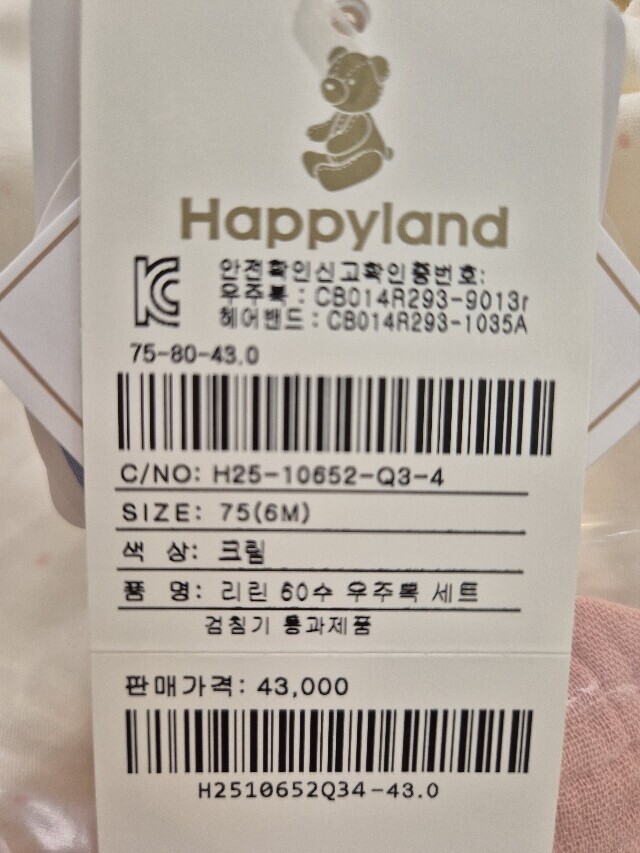 Happyland
안전확인신고확인증번호:
우주복 : CB014R293-9013r
헤어밴드 : CB014R293-1035A
75-80-43.0
C/NO: H25-10652-Q3-4
SIZE: 75(6M)
색 상: 크림
품 명: 리린 60수 우주복 세트
검침기 통과제품
판매가격: 43,000
H2510652Q34-43.0